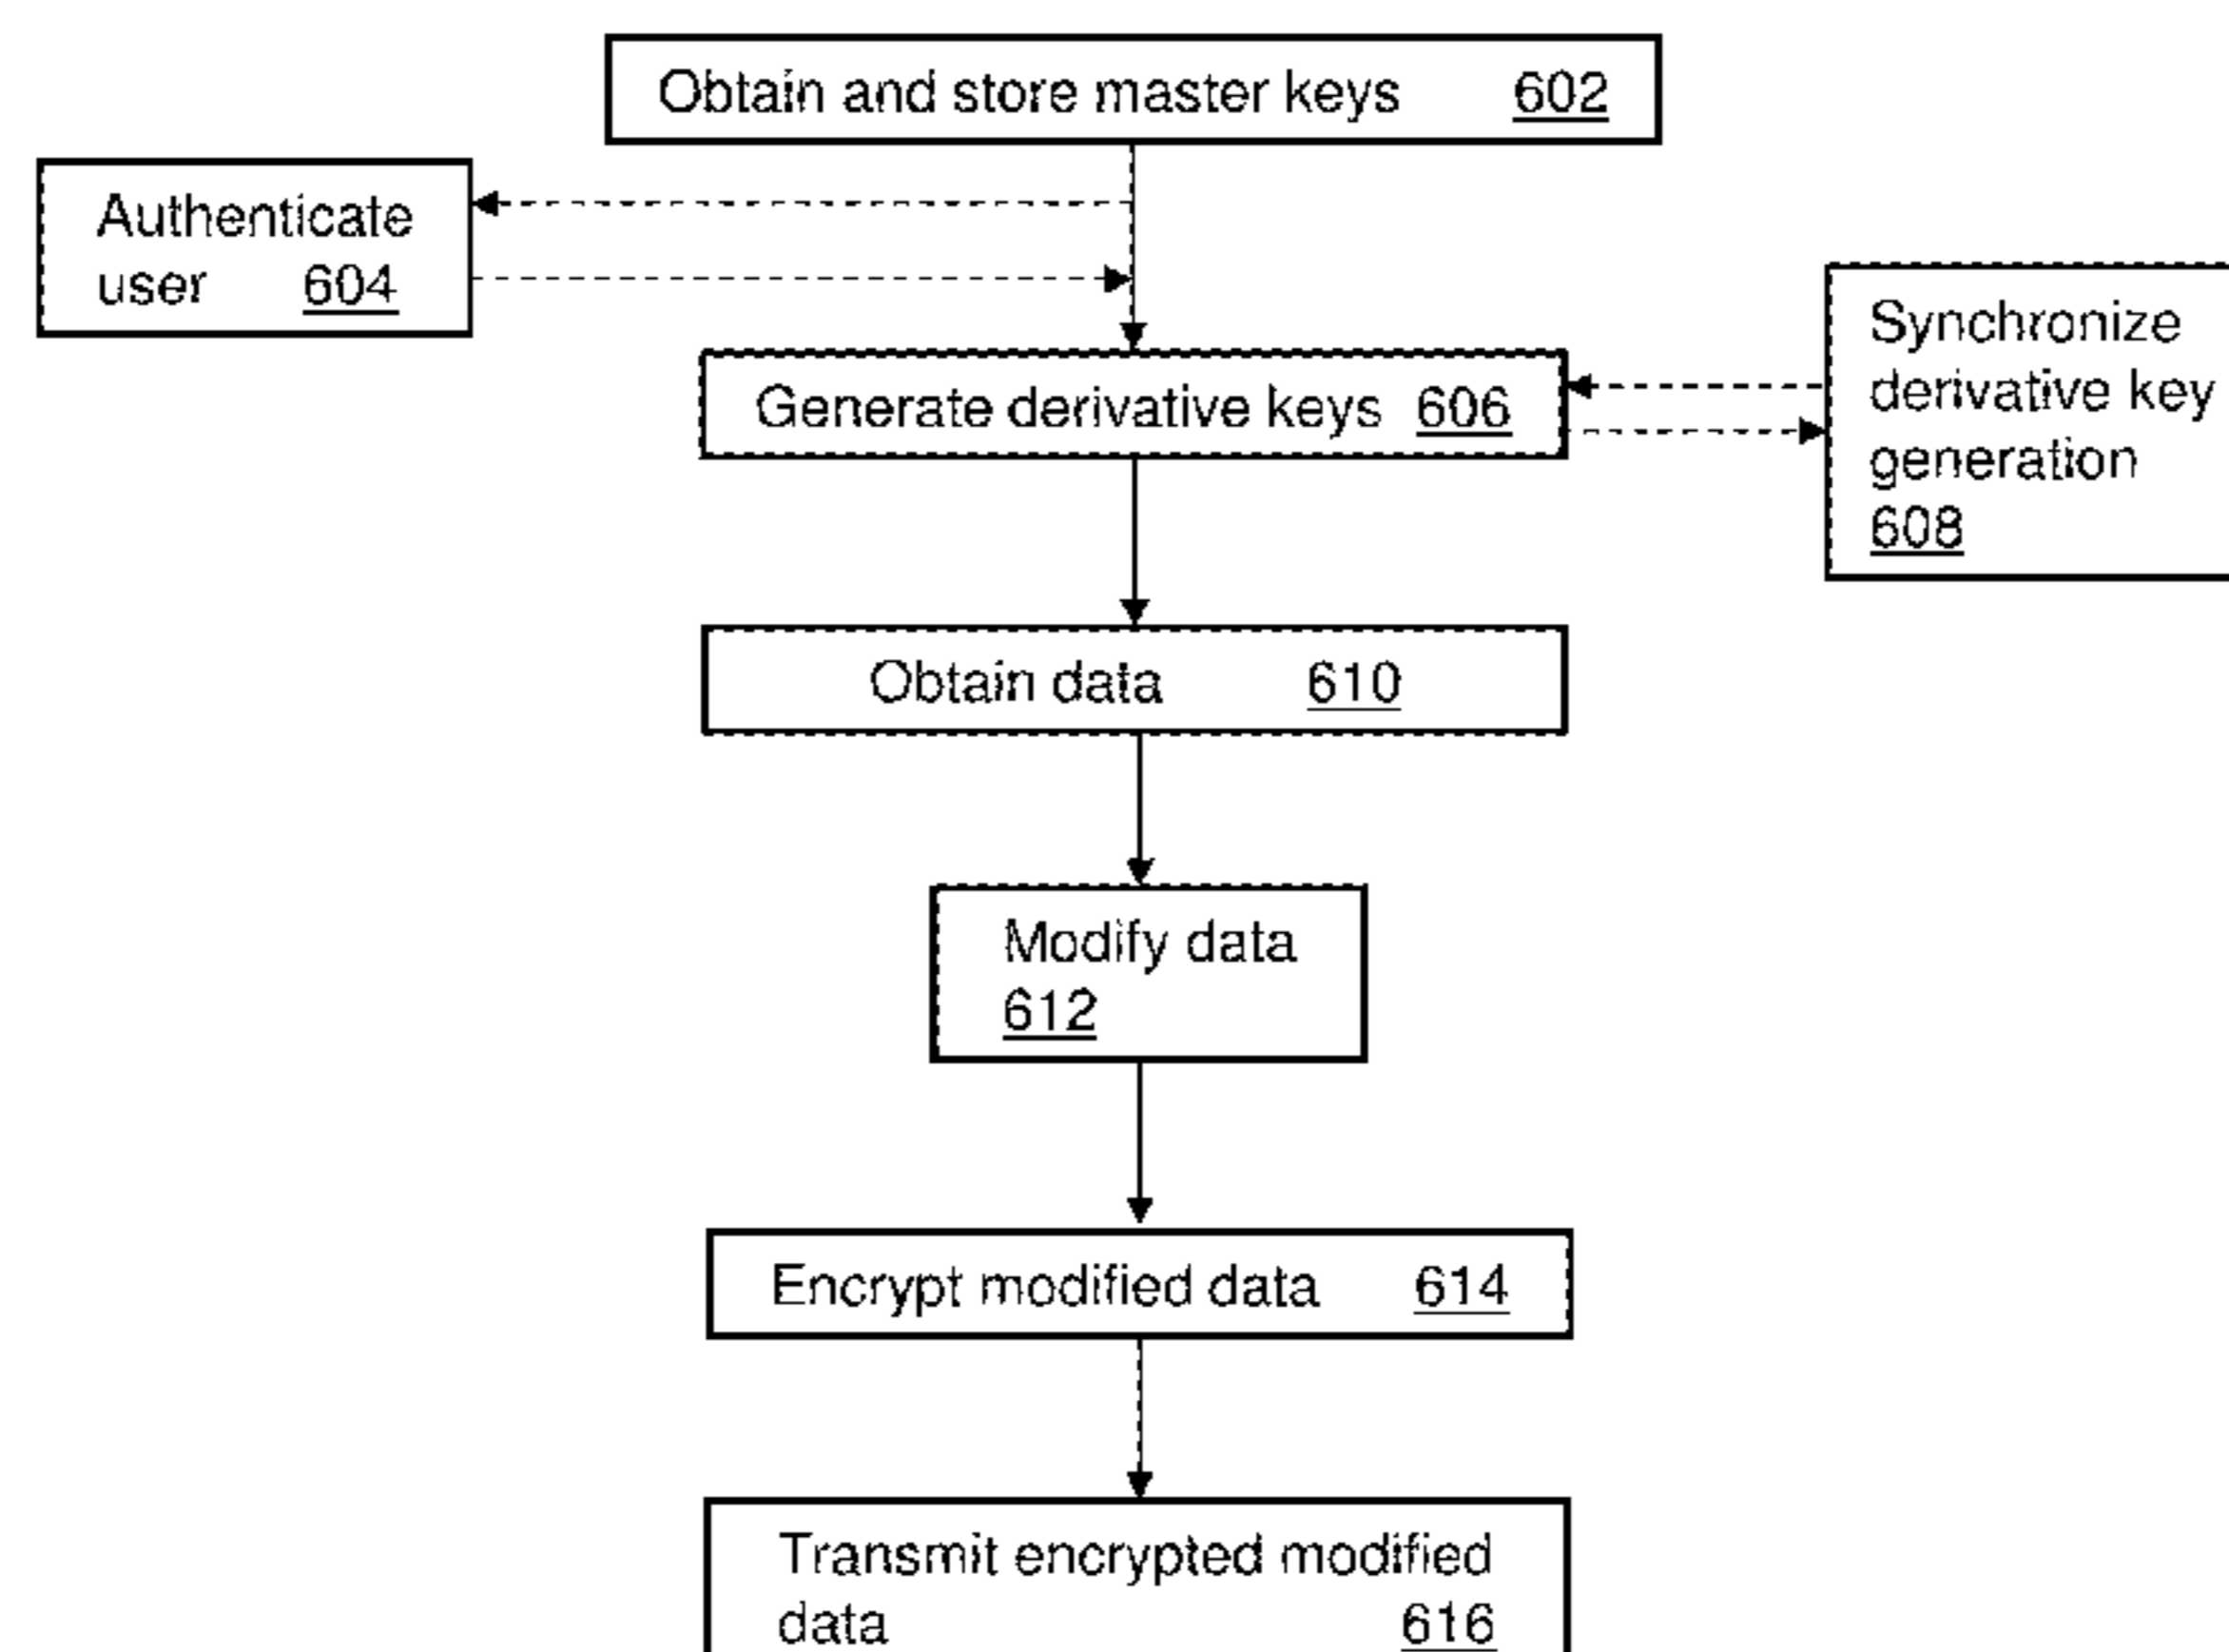 Obtain and store master keys 602
Authenticate
user 604
Generate derivative keys 606
Synchronize
derivative key
generation
608
Obtain data 610
Modify data
612
Encrypt modified data 614
Transmit encrypted modified
data 616